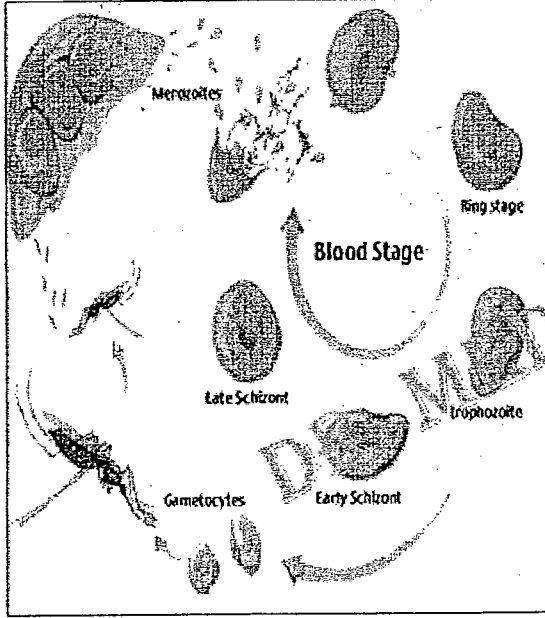 Merozoites
Ring stage
Blood Stage
Trophozoite
Late Schizont
Early Schizont
Gametocytes